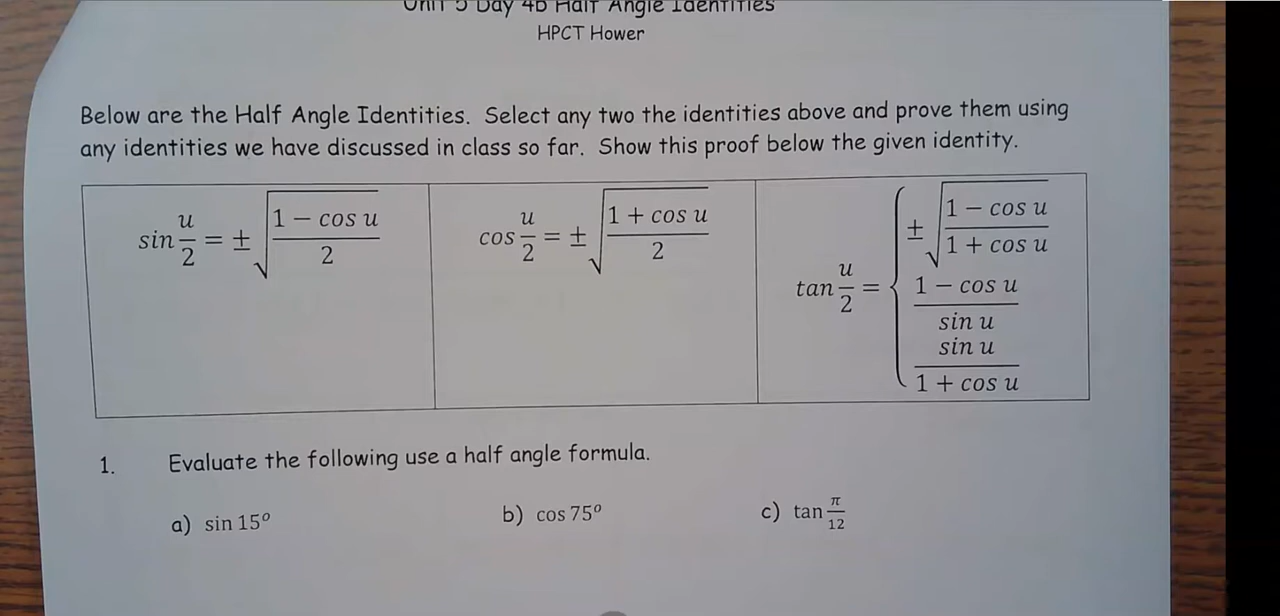 Unit 5 Day 4b Half Angle Identities
HPCT Hower
Below are the Half Angle Identities. Select any two the identities above and prove them using
any identities we have discussed in class so far. Show this proof below the given identity.
sin u/2 = ± √((1 − cos u)/2)
cos u/2 = ± √((1 + cos u)/2)
tan u/2 = { ± √((1 − cos u)/(1 + cos u))
(1 − cos u)/(sin u)
(sin u)/(1 + cos u)
1. Evaluate the following use a half angle formula.
a) sin 15° b) cos 75° c) tan π/12